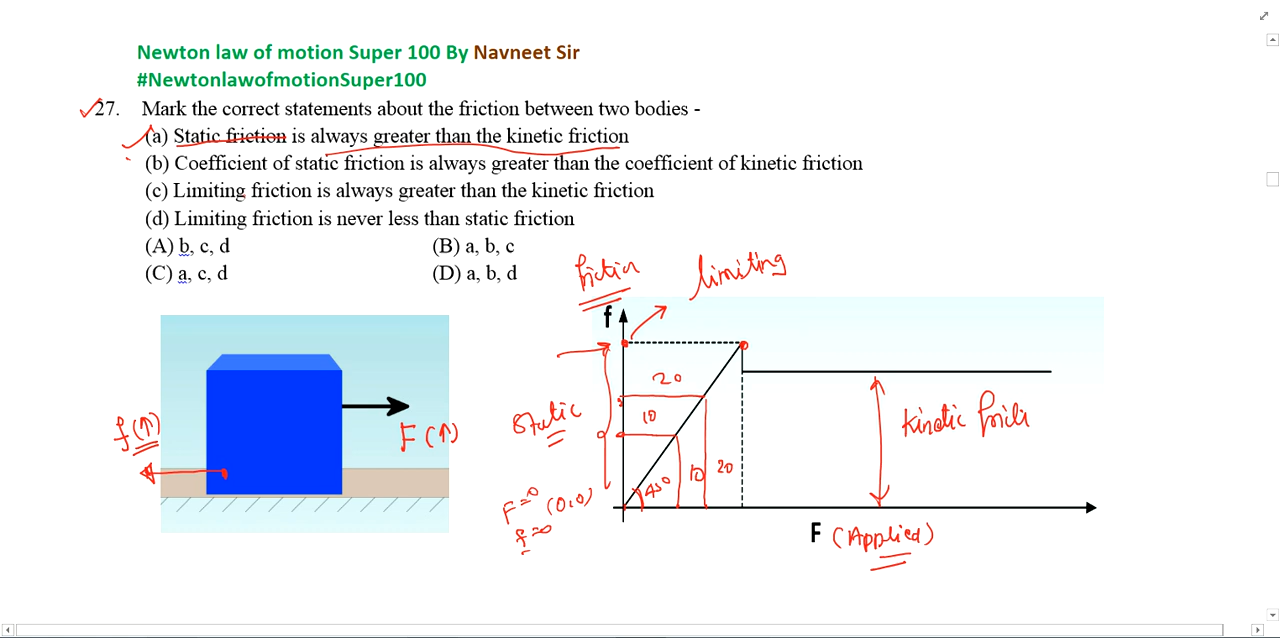 Newton law of motion Super 100 By Navneet Sir
#NewtonlawofmotionSuper100
27. Mark the correct statements about the friction between two bodies -
(a) Static friction is always greater than the kinetic friction
(b) Coefficient of static friction is always greater than the coefficient of kinetic friction
(c) Limiting friction is always greater than the kinetic friction
(d) Limiting friction is never less than static friction
(A) b, c, d (B) a, b, c
(C) a, c, d (D) a, b, d
friction limiting
f
20
static 10 kinetic
f(↑) F(↑)
10 20
45°
F=0 (0,0)
f=0
F (Applied)